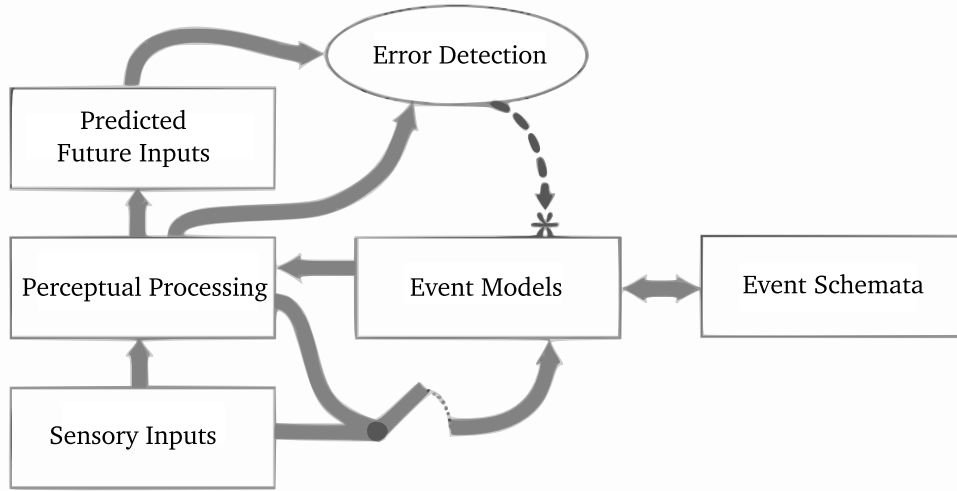 Error Detection
Predicted
Future Inputs
Perceptual Processing
Event Models
Event Schemata
Sensory Inputs